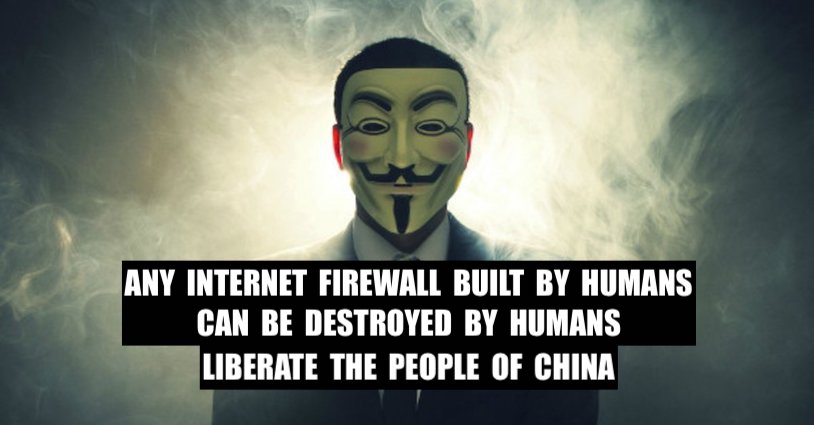 ANY INTERNET FIREWALL BUILT BY HUMANS
CAN BE DESTROYED BY HUMANS
LIBERATE THE PEOPLE OF CHINA